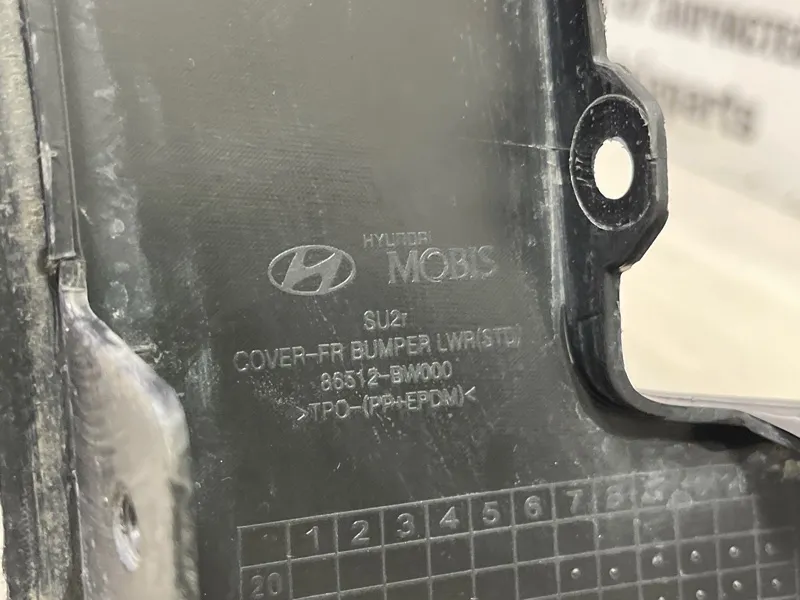 HYUNDAI
MOBIS
SU2r
COVER-FR BUMPER LWR(STD)
86512-BW000
>TPO-(PP+EPDM)<
1 2 3 4 5 6 7 8
20